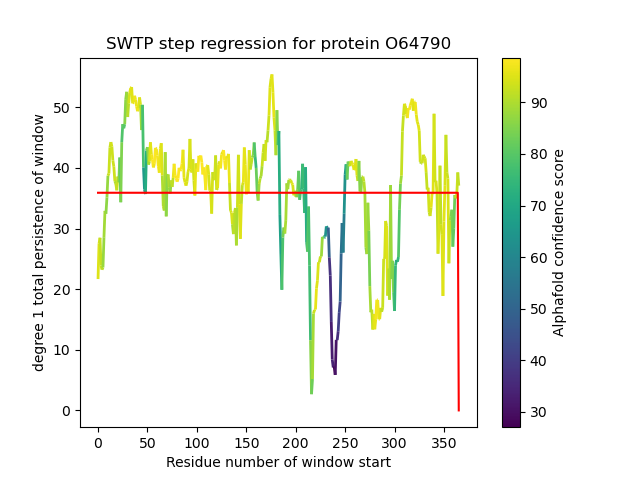 SWTP step regression for protein O64790
degree 1 total persistence of window
50
40
30
20
10
0
0 50 100 150 200 250 300 350
Residue number of window start
90
80
70
60
50
40
30
Alphafold confidence score